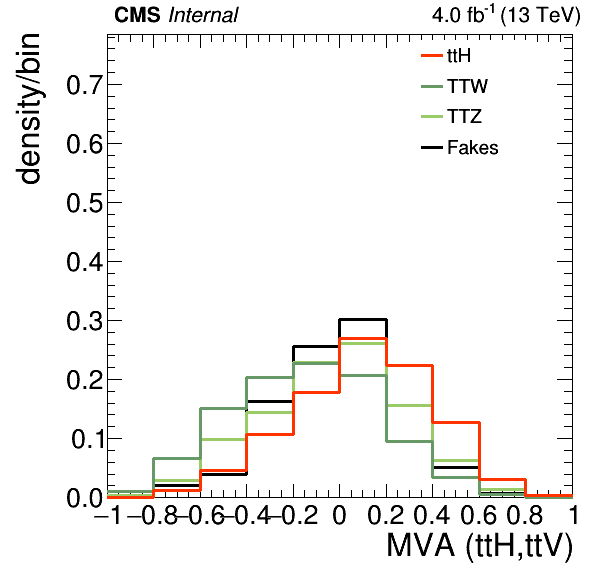 CMS Internal 4.0 fb-1 (13 TeV)
density/bin
ttH
TTW
TTZ
Fakes
0.7
0.6
0.5
0.4
0.3
0.2
0.1
0.0
−1 −0.8 −0.6 −0.4 −0.2 0 0.2 0.4 0.6 0.8 1
MVA (ttH,ttV)